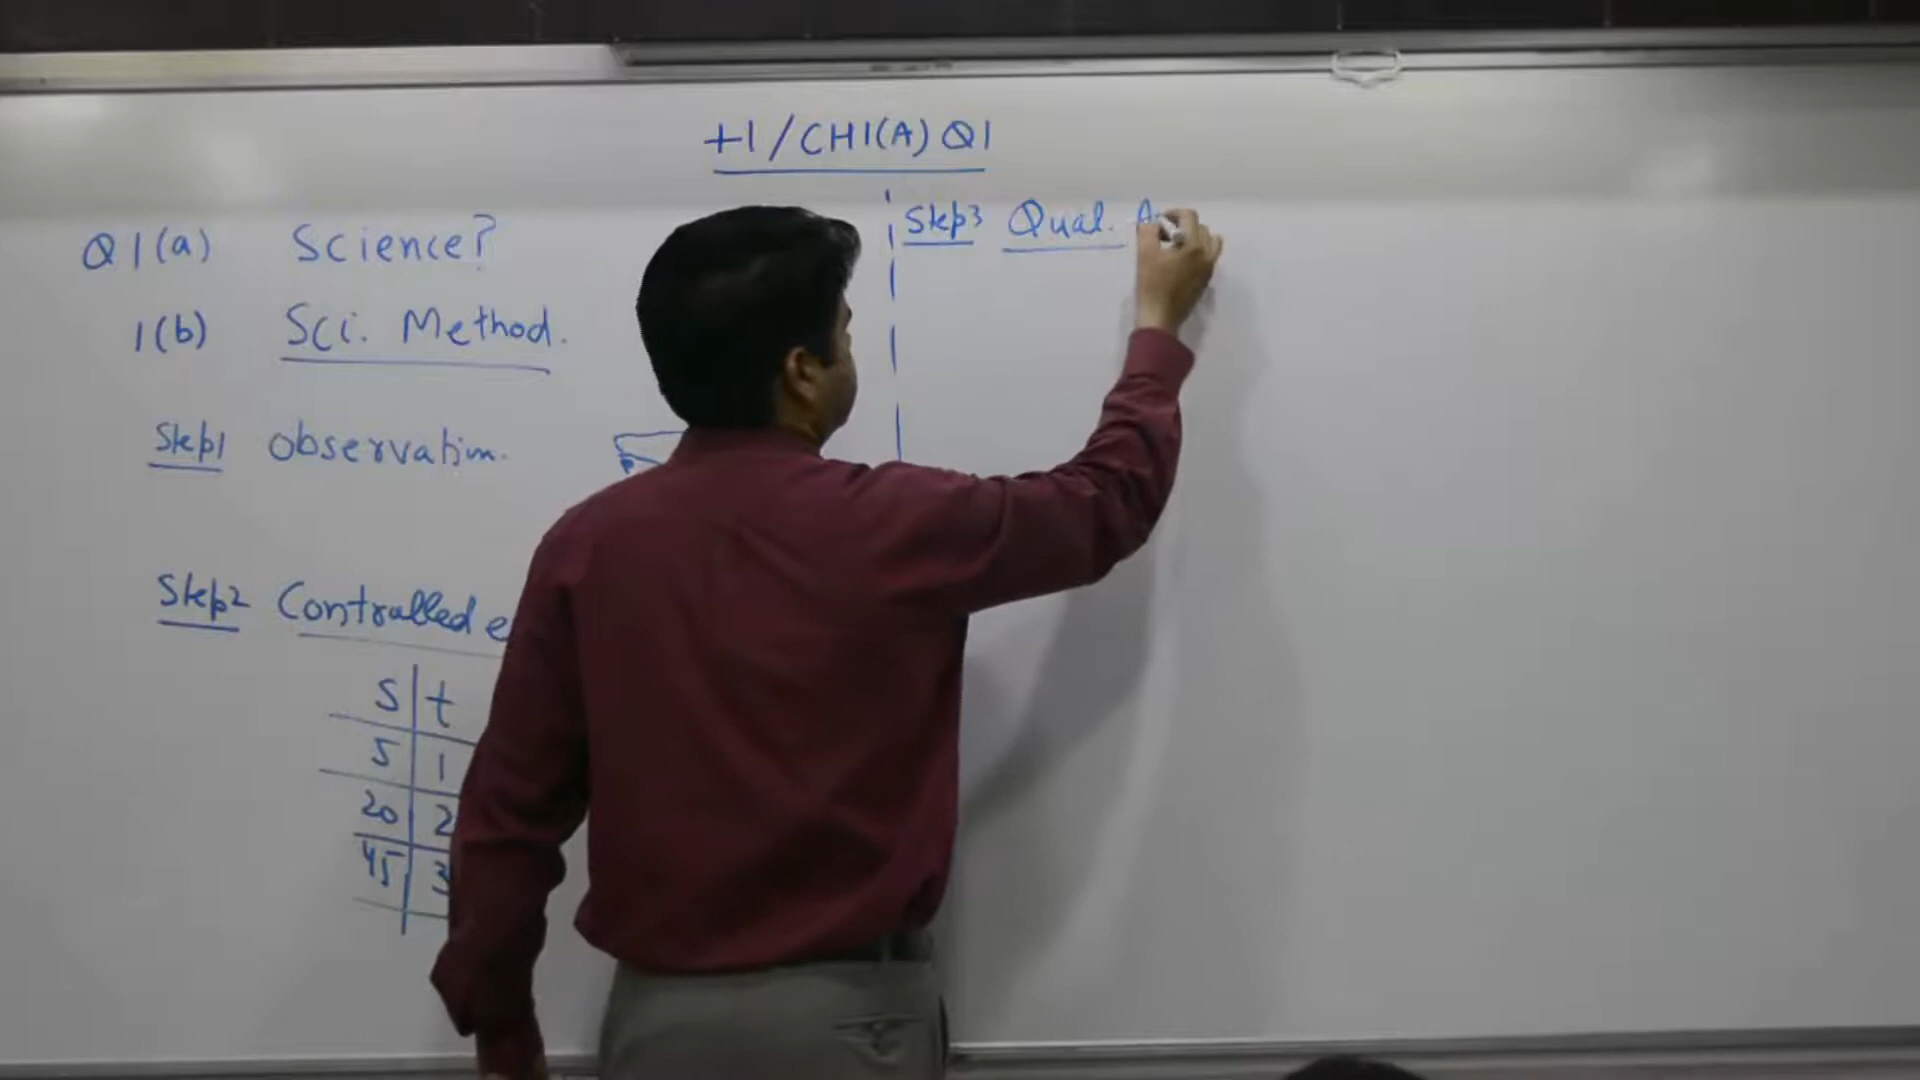 +1/CH1(A) Q1
Q1(a) Science?
1(b) Sci. Method.
Step1 Observation.
Step2 Controlled e
S t
5 1
20 2
45 3
Step3 Qual. A